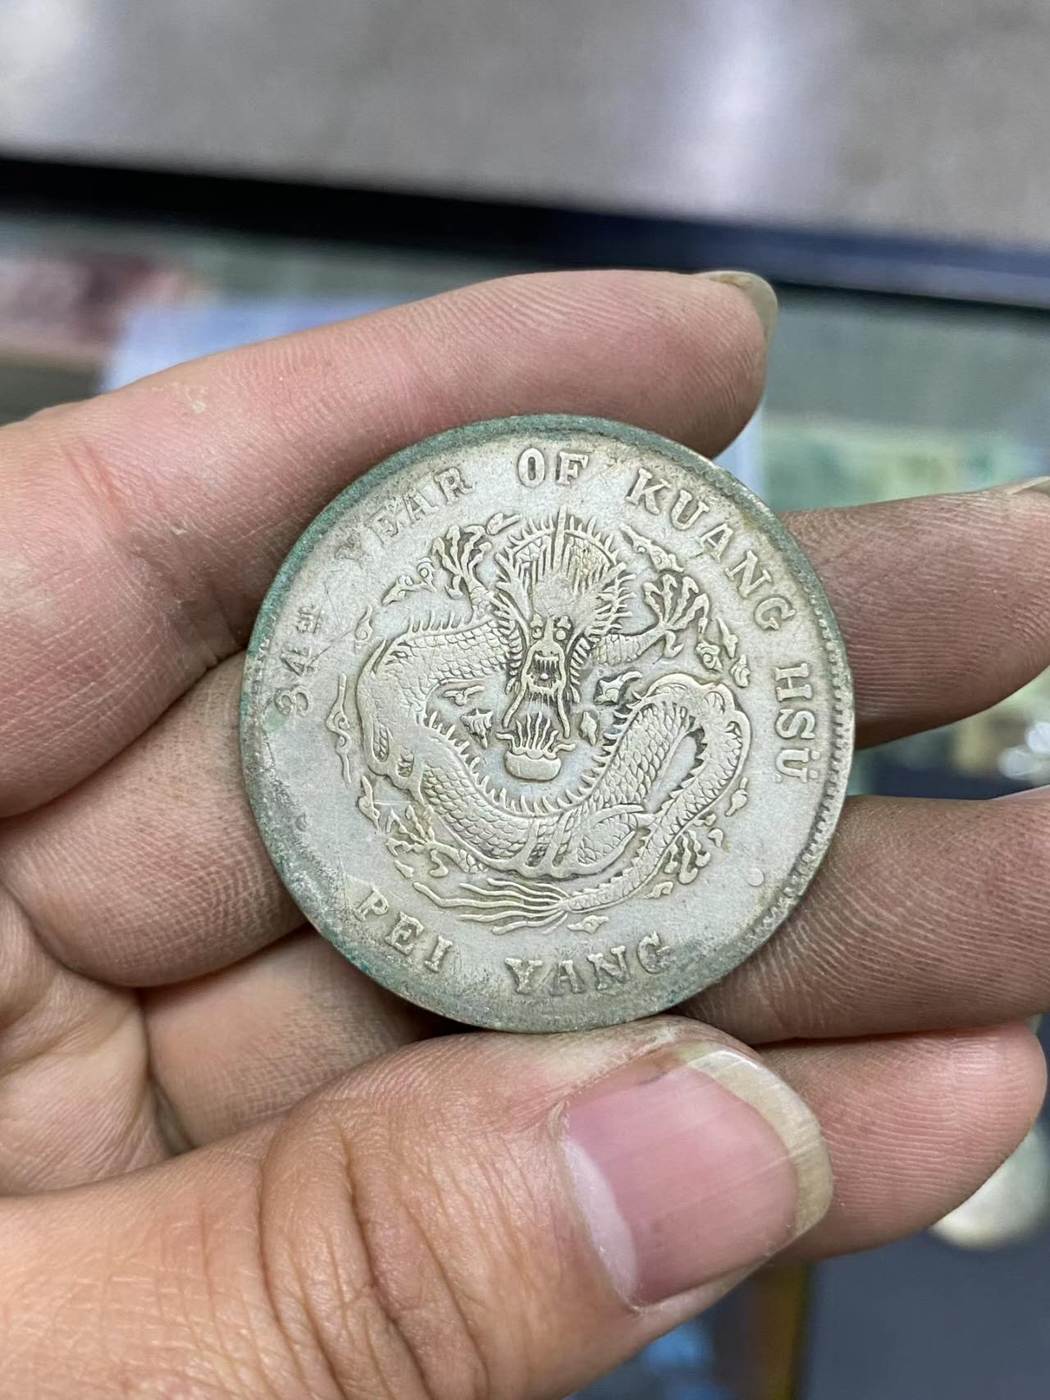 34TH YEAR OF KUANG HSÜ
PEI YANG